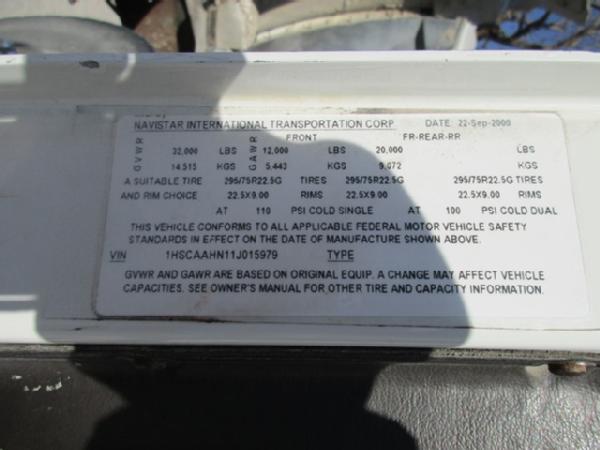 NAVISTAR INTERNATIONAL TRANSPORTATION CORP. DATE: 22-Sep-2000
FRONT FR-REAR-RR
GVWR 32,000 LBS GAWR 12,000 LBS 20,000 LBS
14,515 KGS 5,443 KGS 9,072 KGS
A SUITABLE TIRE 295/75R22.5G TIRES 295/75R22.5G 295/75R22.5G TIRES
AND RIM CHOICE 22.5X9.00 RIMS 22.5X9.00 22.5X9.00 RIMS
AT 110 PSI COLD SINGLE AT 100 PSI COLD DUAL
THIS VEHICLE CONFORMS TO ALL APPLICABLE FEDERAL MOTOR VEHICLE SAFETY
STANDARDS IN EFFECT ON THE DATE OF MANUFACTURE SHOWN ABOVE.
VIN 1HSCAAHN11J015979 TYPE
GVWR AND GAWR ARE BASED ON ORIGINAL EQUIP. A CHANGE MAY AFFECT VEHICLE
CAPACITIES. SEE OWNER'S MANUAL FOR OTHER TIRE AND CAPACITY INFORMATION.